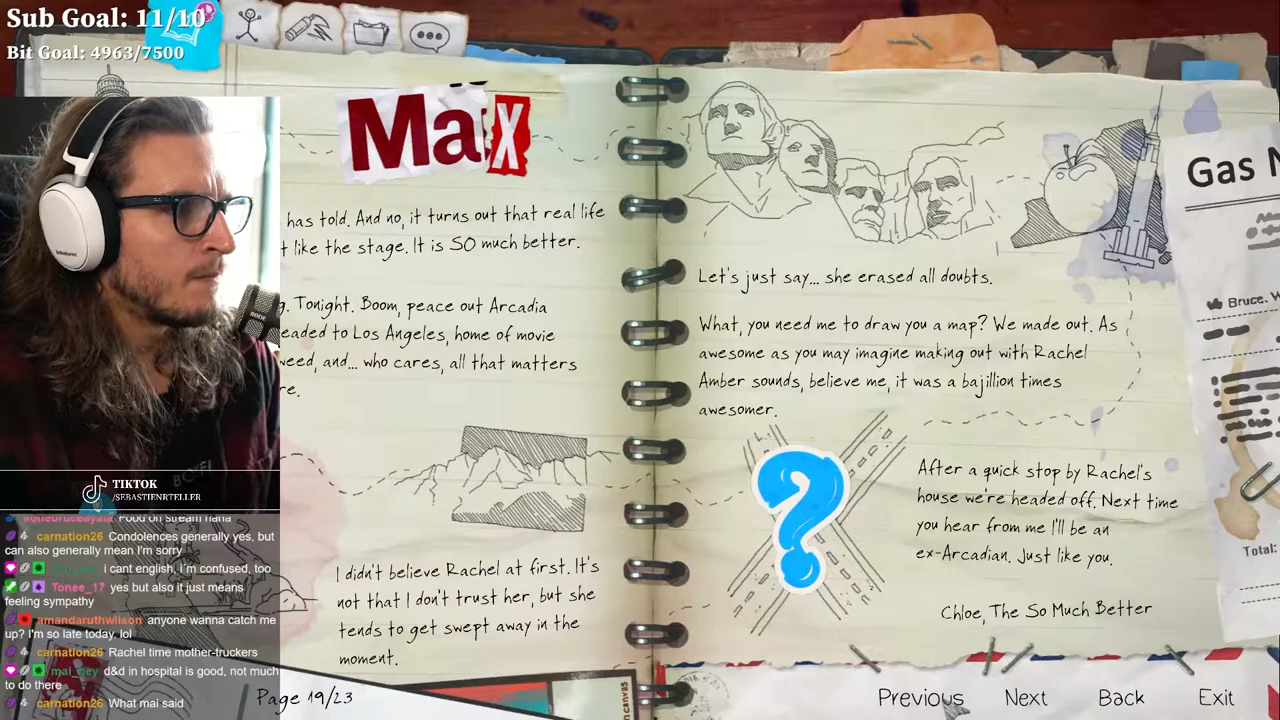 Sub Goal: 11/10
Bit Goal: 4963/7500
Max
has told. And no, it turns out that real life
t like the stage. It is SO much better.
g. Tonight. Boom, peace out Arcadia
eaded to Los Angeles, home of movie
weed, and... who cares, all that matters
re.
I didn't believe Rachel at first. It's
not that I don't trust her, but she
tends to get swept away in the
moment.
Let's just say... she erased all doubts.
What, you need me to draw you a map? We made out. As
awesome as you may imagine making out with Rachel
Amber sounds, believe me, it was a bajillion times
awesomer.
?
After a quick stop by Rachel's
house we're headed off. Next time
you hear from me I'll be an
ex-Arcadian. Just like you.
Chloe, The So Much Better
Gas
Bruce. W
Total:
RODE
TIKTOK
/SEBASTIENRTELLER
Food on stream haha
carnation26 Condolences generally yes, but
can also generally mean I'm sorry
i cant english, i'm confused, too
Tonee_17 yes but also it just means
feeling sympathy
amandaruthwilson anyone wanna catch me
up? I'm so late today. lol
carnation26 Rachel time mother-truckers
d&d in hospital is good, not much
to do there
carnation26 What mai said
Page 19/23
canvas
Previous Next Back Exit